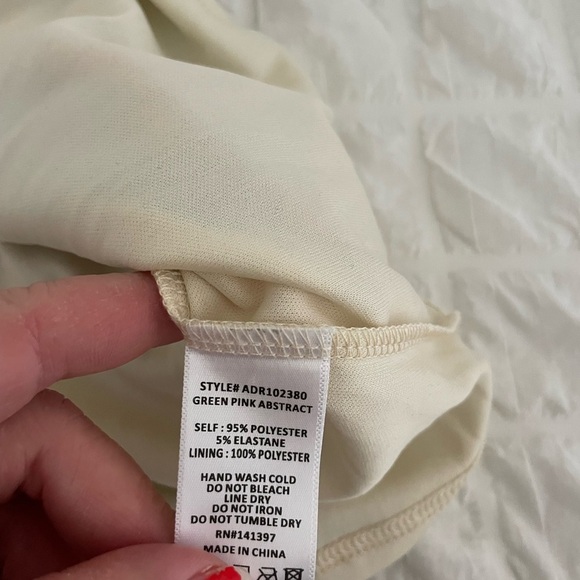 STYLE# ADR102380
GREEN PINK ABSTRACT
SELF : 95% POLYESTER
5% ELASTANE
LINING : 100% POLYESTER
HAND WASH COLD
DO NOT BLEACH
LINE DRY
DO NOT IRON
DO NOT TUMBLE DRY
RN#141397
MADE IN CHINA